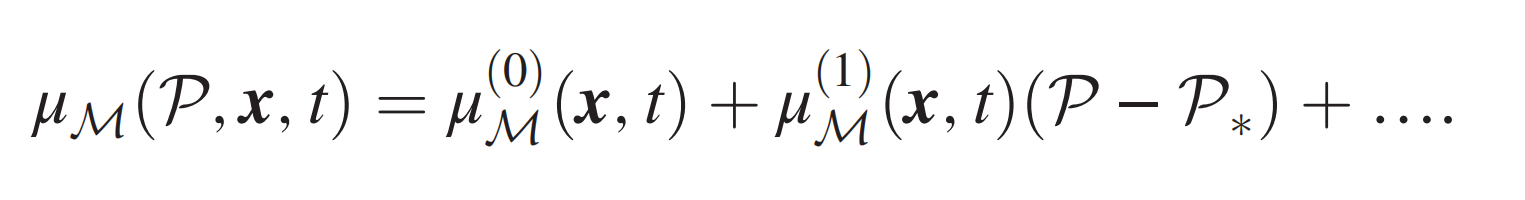 μ_ℳ(𝒫, 𝒙, t) = μ_ℳ^(0)(𝒙, t) + μ_ℳ^(1)(𝒙, t)(𝒫 − 𝒫_*) + ....